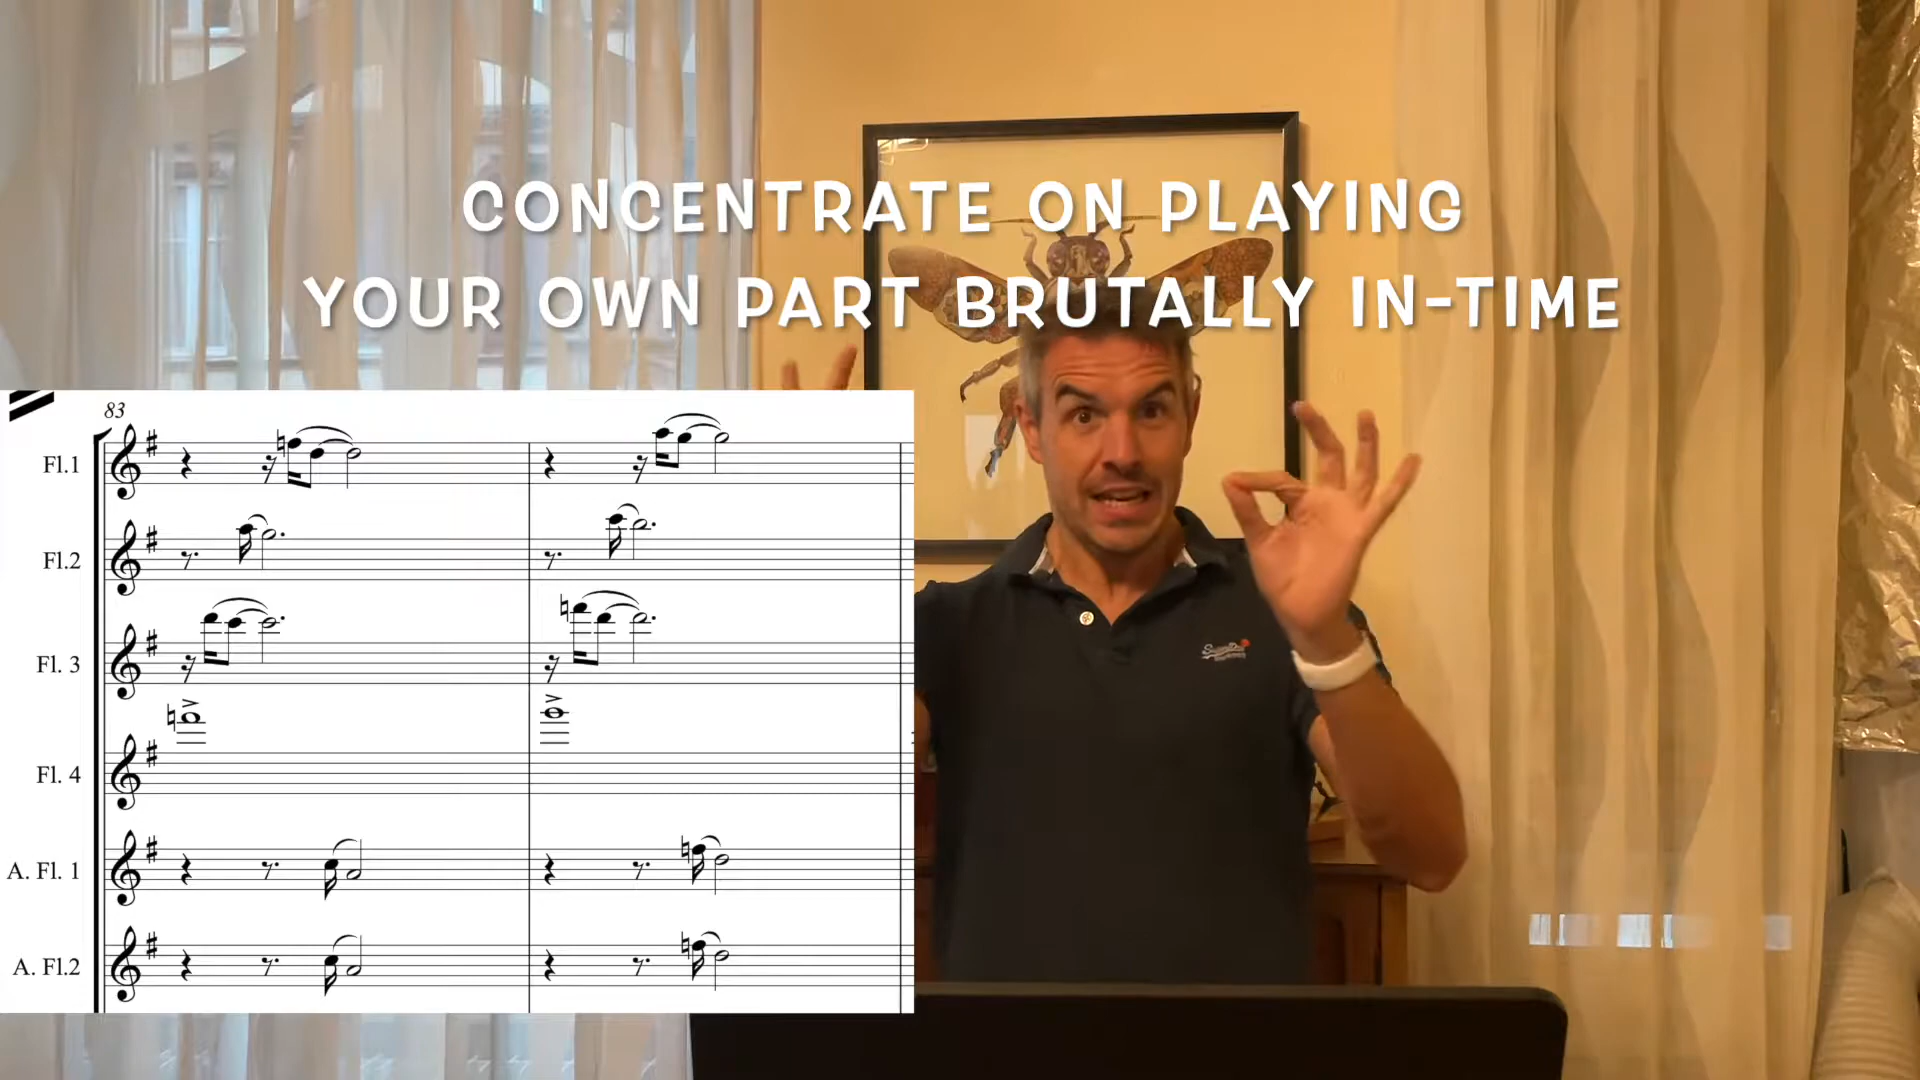 CONCENTRATE ON PLAYING
YOUR OWN PART BRUTALLY IN-TIME
83
Fl.1
Fl.2
Fl. 3
Fl. 4
A. Fl. 1
A. Fl.2